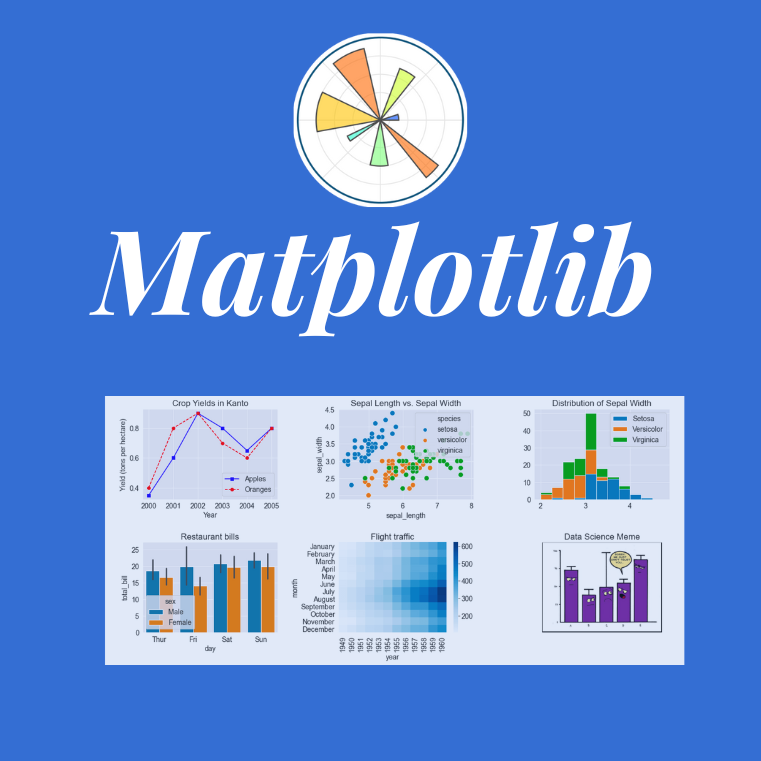 Matplotlib
Crop Yields in Kanto
Yield (tons per hectare)
0.8
0.6
0.4
2000 2001 2002 2003 2004 2005
Year
Apples
Oranges
Sepal Length vs. Sepal Width
sepal_width
4.5
4.0
3.5
3.0
2.5
2.0
5 6 7 8
sepal_length
species
setosa
versicolor
virginica
Distribution of Sepal Width
50
40
30
20
10
0
2 3 4
Setosa
Versicolor
Virginica
Restaurant bills
total_bill
25
20
15
10
5
0
Thur Fri Sat Sun
day
sex
Male
Female
Flight traffic
month
January
February
March
April
May
June
July
August
September
October
November
December
1949 1950 1951 1952 1953 1954 1955 1956 1957 1958 1959 1960
year
600
500
400
300
200
Data Science Meme